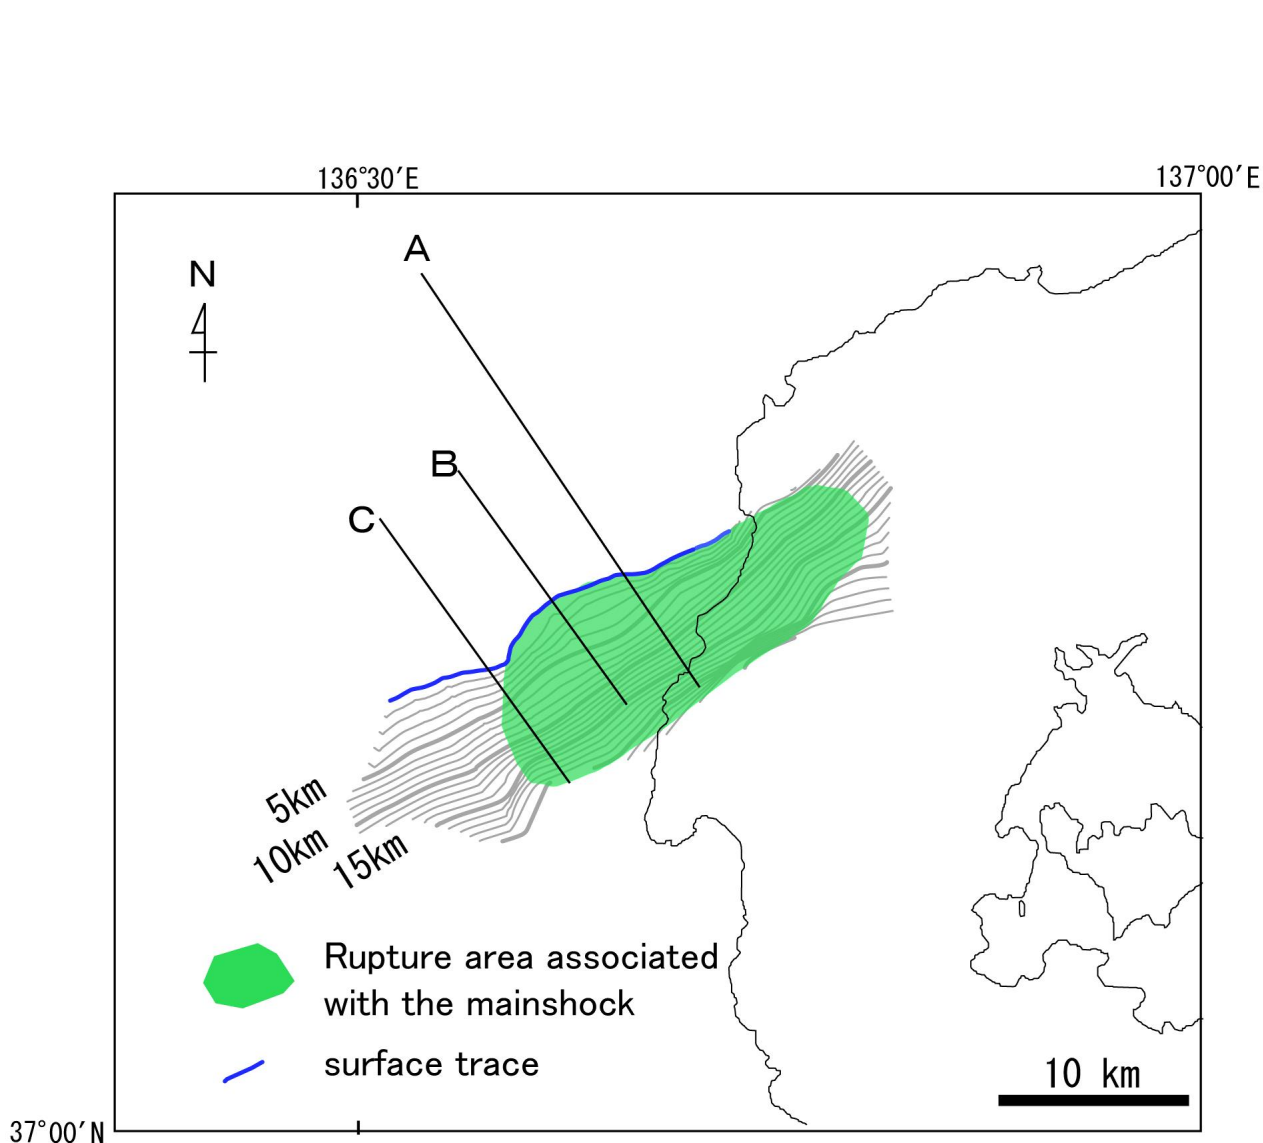 136°30′E
137°00′E
A
N
B
C
5km
10km
15km
Rupture area associated
with the mainshock
surface trace
10 km
37°00′N